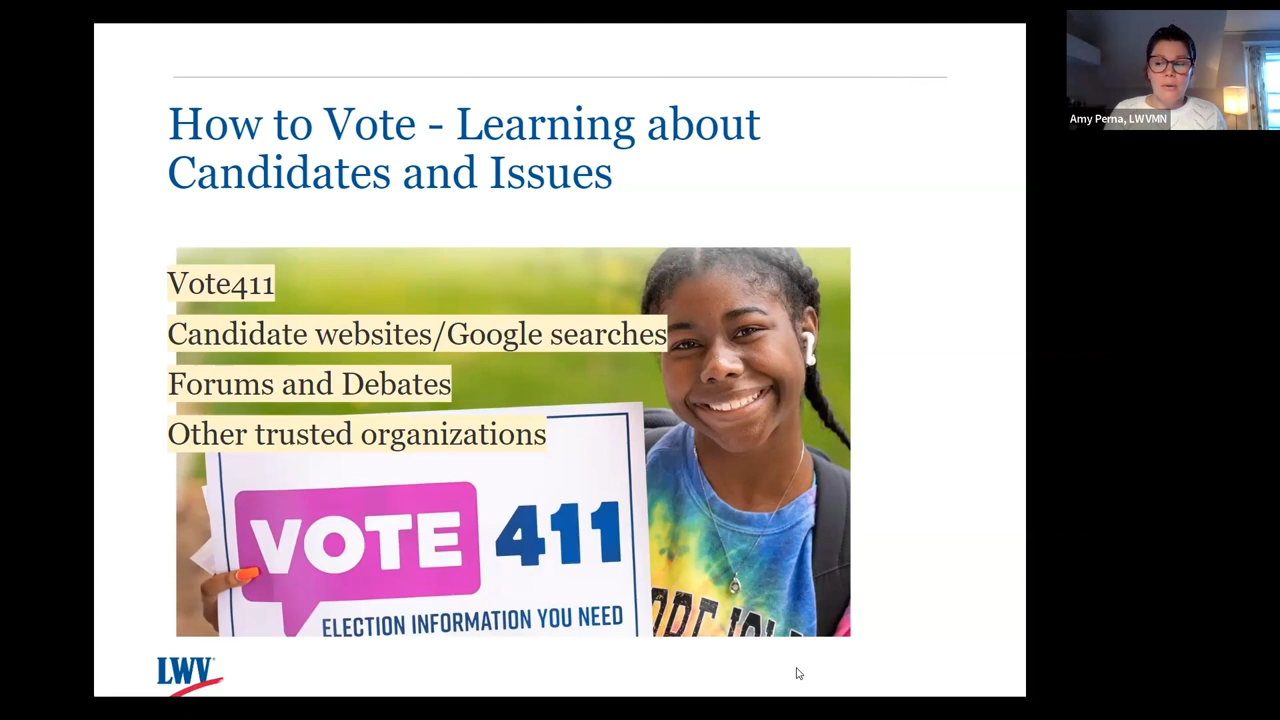 How to Vote - Learning about
Candidates and Issues
Vote411
Candidate websites/Google searches
Forums and Debates
Other trusted organizations
VOTE 411
ELECTION INFORMATION YOU NEED
LWV
Amy Perna, LWVMN